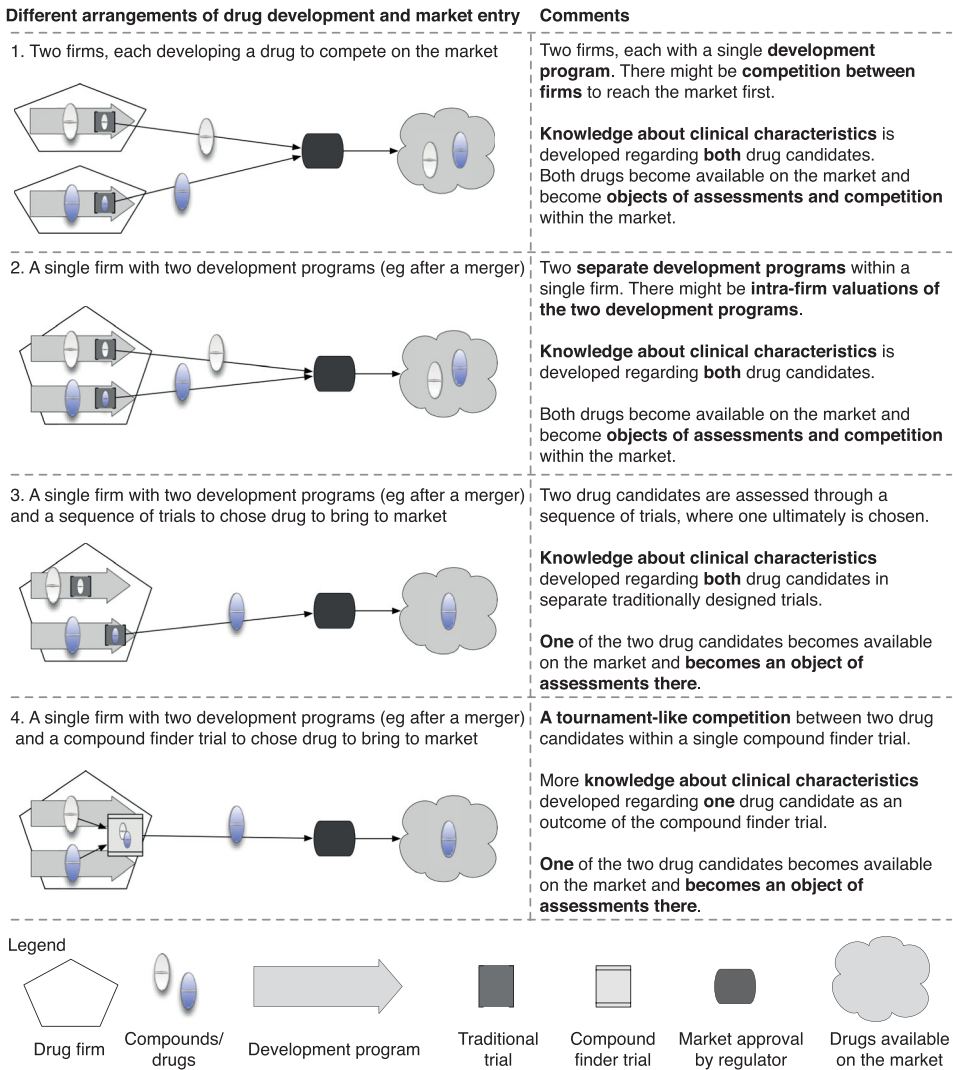 Different arrangements of drug development and market entry
Comments
1. Two firms, each developing a drug to compete on the market
Two firms, each with a single development
program. There might be competition between
firms to reach the market first.
Knowledge about clinical characteristics is
developed regarding both drug candidates.
Both drugs become available on the market and
become objects of assessments and competition
within the market.
2. A single firm with two development programs (eg after a merger)
Two separate development programs within a
single firm. There might be intra-firm valuations of
the two development programs.
Knowledge about clinical characteristics is
developed regarding both drug candidates.
Both drugs become available on the market and
become objects of assessments and competition
within the market.
3. A single firm with two development programs (eg after a merger)
and a sequence of trials to chose drug to bring to market
Two drug candidates are assessed through a
sequence of trials, where one ultimately is chosen.
Knowledge about clinical characteristics
developed regarding both drug candidates in
separate traditionally designed trials.
One of the two drug candidates becomes available
on the market and becomes an object of
assessments there.
4. A single firm with two development programs (eg after a merger)
and a compound finder trial to chose drug to bring to market
A tournament-like competition between two drug
candidates within a single compound finder trial.
More knowledge about clinical characteristics
developed regarding one drug candidate as an
outcome of the compound finder trial.
One of the two drug candidates becomes available
on the market and becomes an object of
assessments there.
Legend
Drug firm
Compounds/
drugs
Development program
Traditional
trial
Compound
finder trial
Market approval
by regulator
Drugs available
on the market